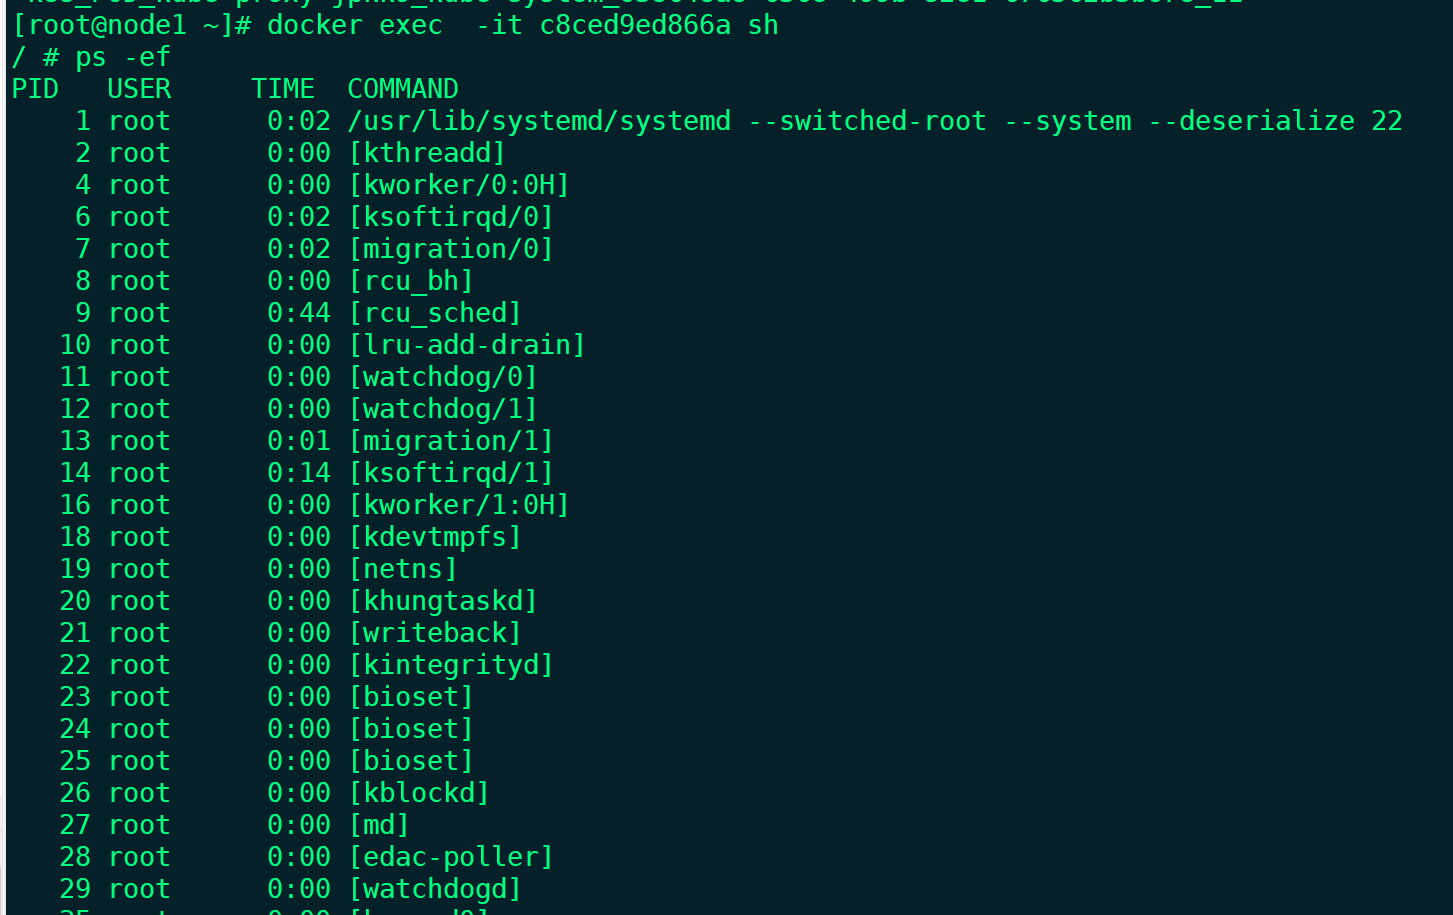 [root@node1 ~]# docker exec  -it c8ced9ed866a sh
/ # ps -ef
PID   USER     TIME  COMMAND
    1 root      0:02 /usr/lib/systemd/systemd --switched-root --system --deserialize 22
    2 root      0:00 [kthreadd]
    4 root      0:00 [kworker/0:0H]
    6 root      0:02 [ksoftirqd/0]
    7 root      0:02 [migration/0]
    8 root      0:00 [rcu_bh]
    9 root      0:44 [rcu_sched]
   10 root      0:00 [lru-add-drain]
   11 root      0:00 [watchdog/0]
   12 root      0:00 [watchdog/1]
   13 root      0:01 [migration/1]
   14 root      0:14 [ksoftirqd/1]
   16 root      0:00 [kworker/1:0H]
   18 root      0:00 [kdevtmpfs]
   19 root      0:00 [netns]
   20 root      0:00 [khungtaskd]
   21 root      0:00 [writeback]
   22 root      0:00 [kintegrityd]
   23 root      0:00 [bioset]
   24 root      0:00 [bioset]
   25 root      0:00 [bioset]
   26 root      0:00 [kblockd]
   27 root      0:00 [md]
   28 root      0:00 [edac-poller]
   29 root      0:00 [watchdogd]